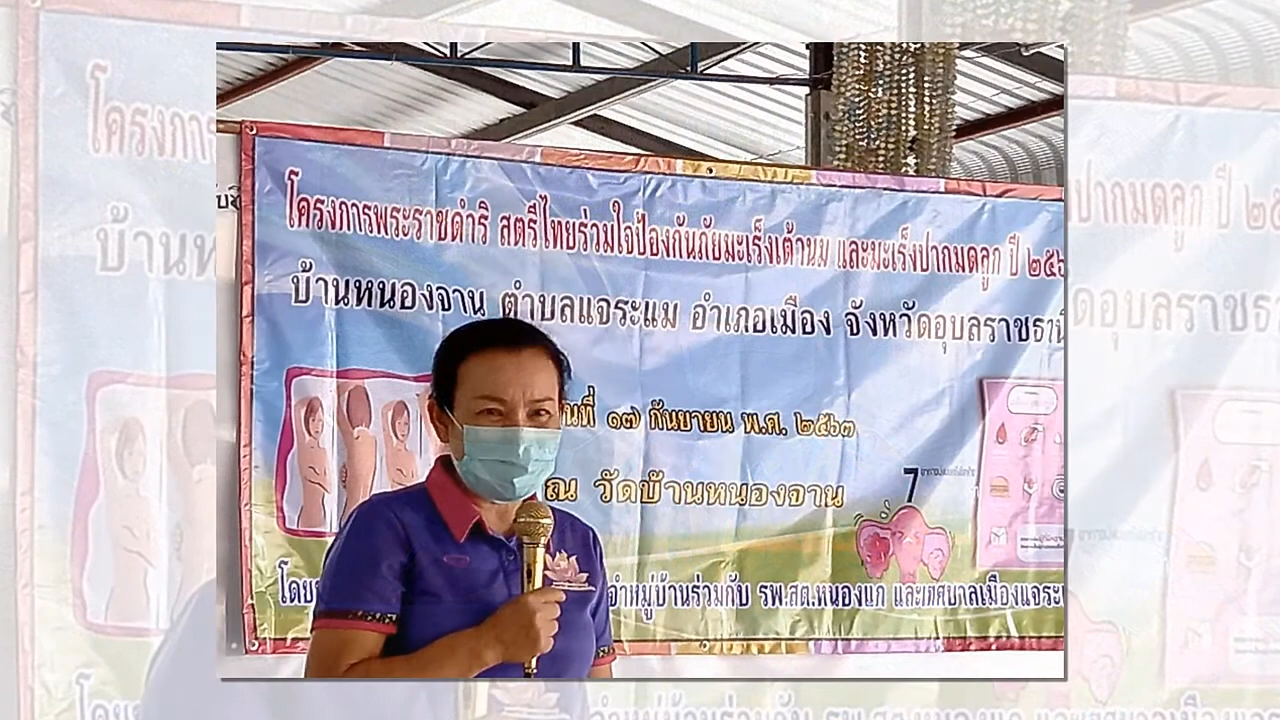 โครงการพระราชดำริ สตรีไทยร่วมใจป้องกันภัยมะเร็งเต้านม และมะเร็งปากมดลูก ปี ๒๕๖
บ้านหนองจาน ตำบลแจระแม อำเภอเมือง จังหวัดอุบลราชธานี
นที่ ๑๗ กันยายน พ.ศ. ๒๕๖๓
ณ วัดบ้านหนองจาน
7
โดย
จำหมู่บ้านร่วมกับ รพ.สต.หนองแก และเทศบาลเมืองแจระ